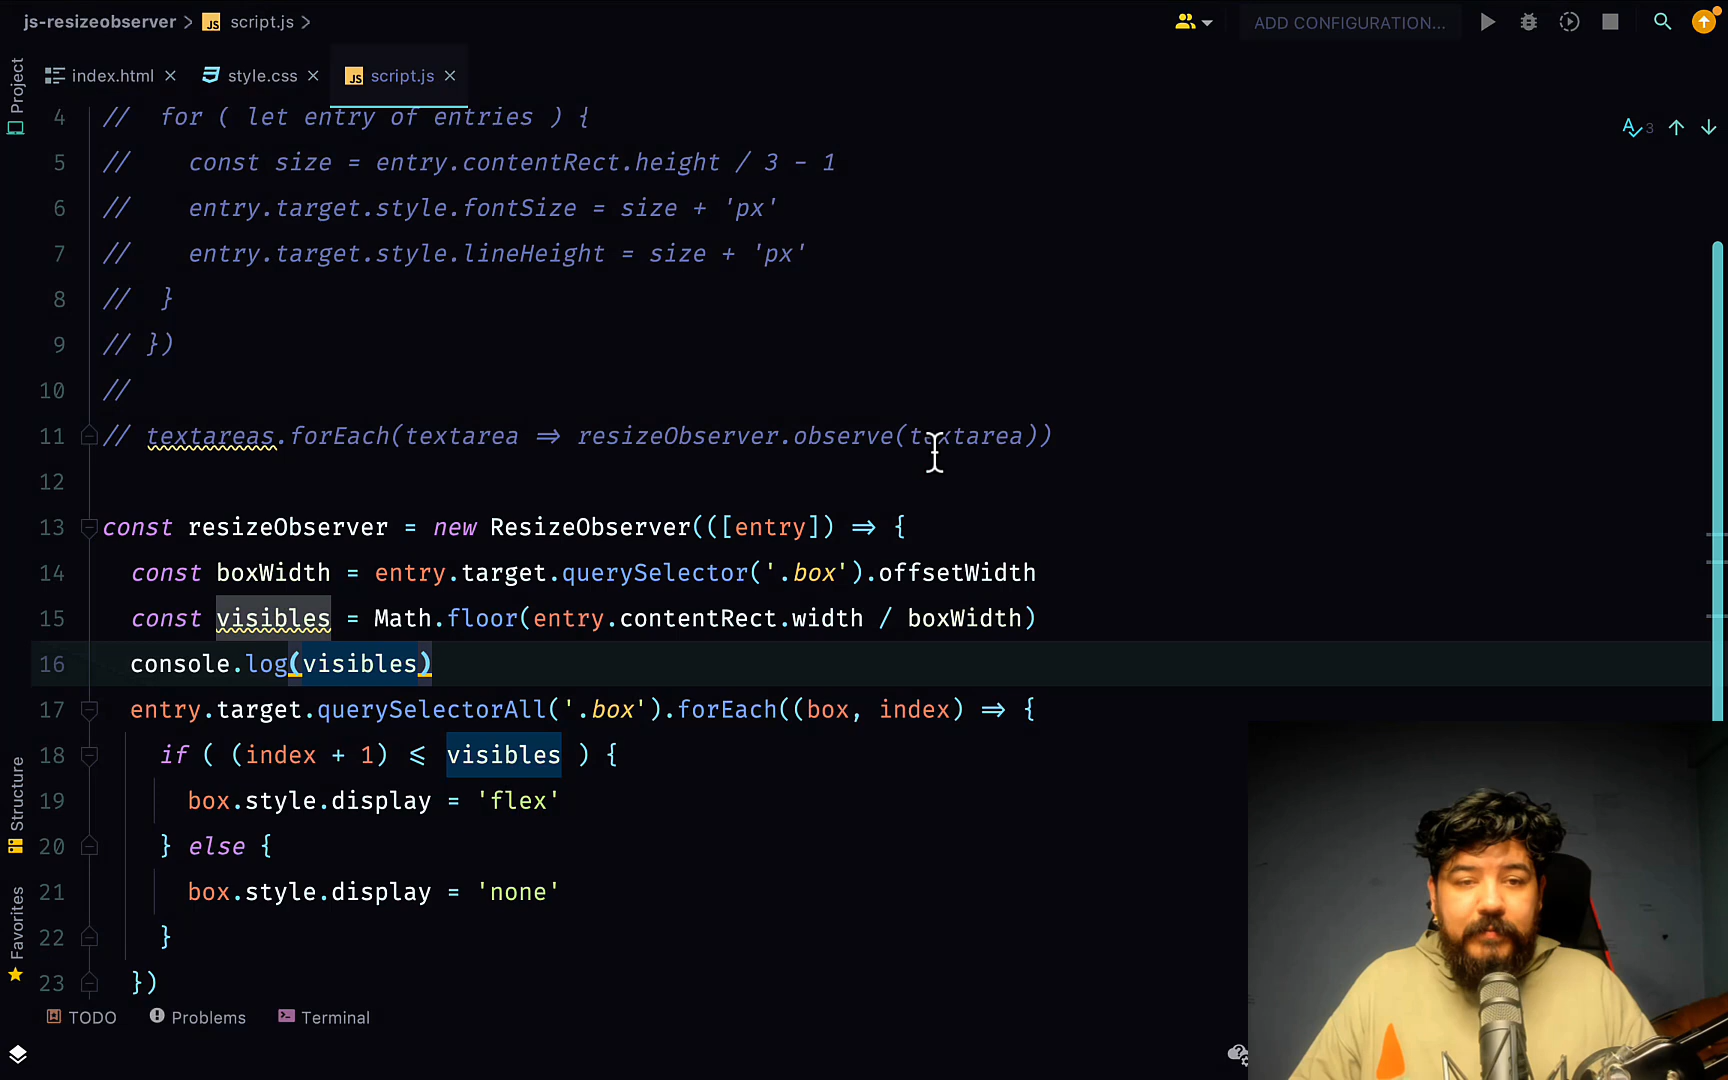 js-resizeobserver > JS script.js >
ADD CONFIGURATION...
Project
index.html × style.css × JS script.js ×
3
4 // for ( let entry of entries ) {
5 // const size = entry.contentRect.height / 3 - 1
6 // entry.target.style.fontSize = size + 'px'
7 // entry.target.style.lineHeight = size + 'px'
8 // }
9 // })
10 //
11 // textareas.forEach(textarea => resizeObserver.observe(textarea))
12
13 const resizeObserver = new ResizeObserver(([entry]) => {
14 const boxWidth = entry.target.querySelector('.box').offsetWidth
15 const visibles = Math.floor(entry.contentRect.width / boxWidth)
16 console.log(visibles)
17 entry.target.querySelectorAll('.box').forEach((box, index) => {
18 if ( (index + 1) <= visibles ) {
19 box.style.display = 'flex'
20 } else {
21 box.style.display = 'none'
22 }
23 })
Structure
Favorites
TODO Problems Terminal